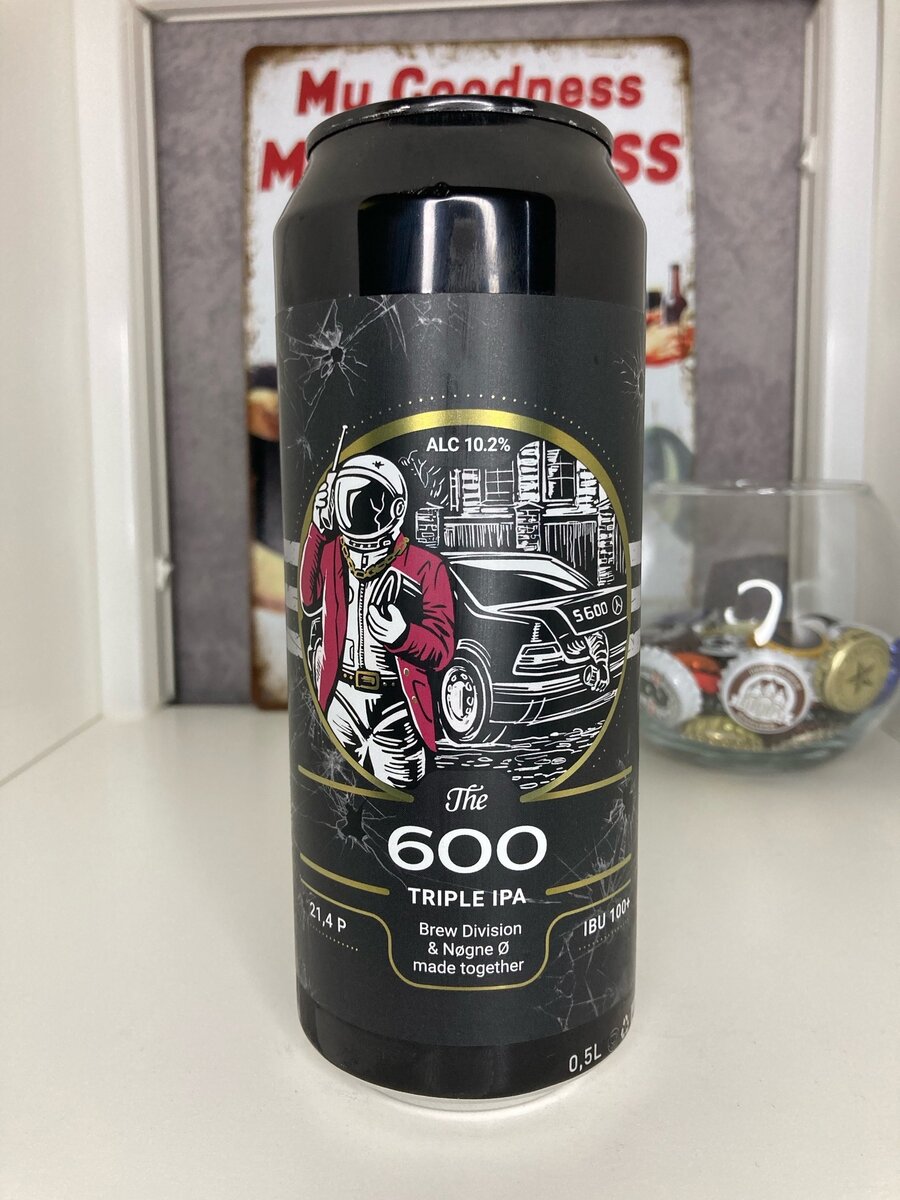 My Goodness
ALC 10.2%
S600
The
600
TRIPLE IPA
21,4 P
IBU 100+
Brew Division
& Nøgne Ø
made together
0,5L